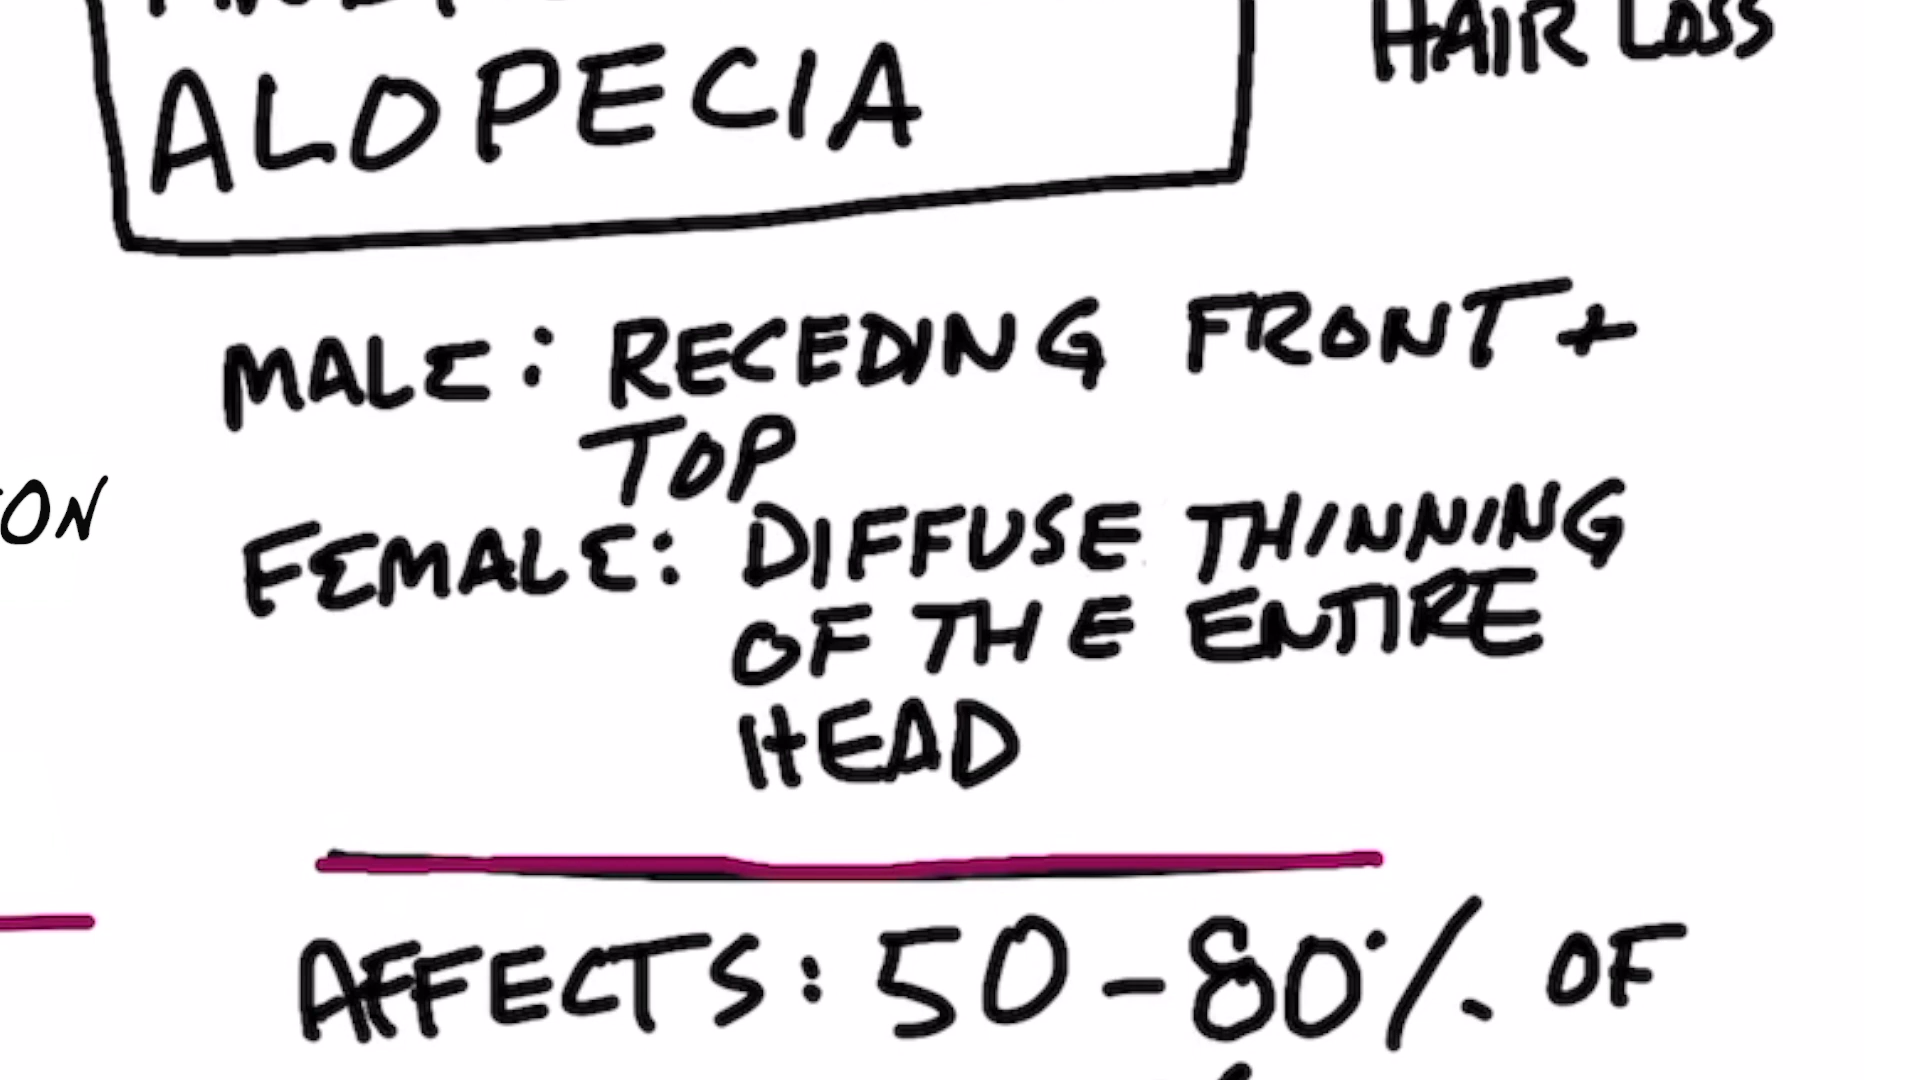 ALOPECIA
HAIR LOSS
MALE: RECEDING FRONT +
TOP
FEMALE: DIFFUSE THINNING
OF THE ENTIRE
HEAD
ON
AFFECTS: 50-80% OF